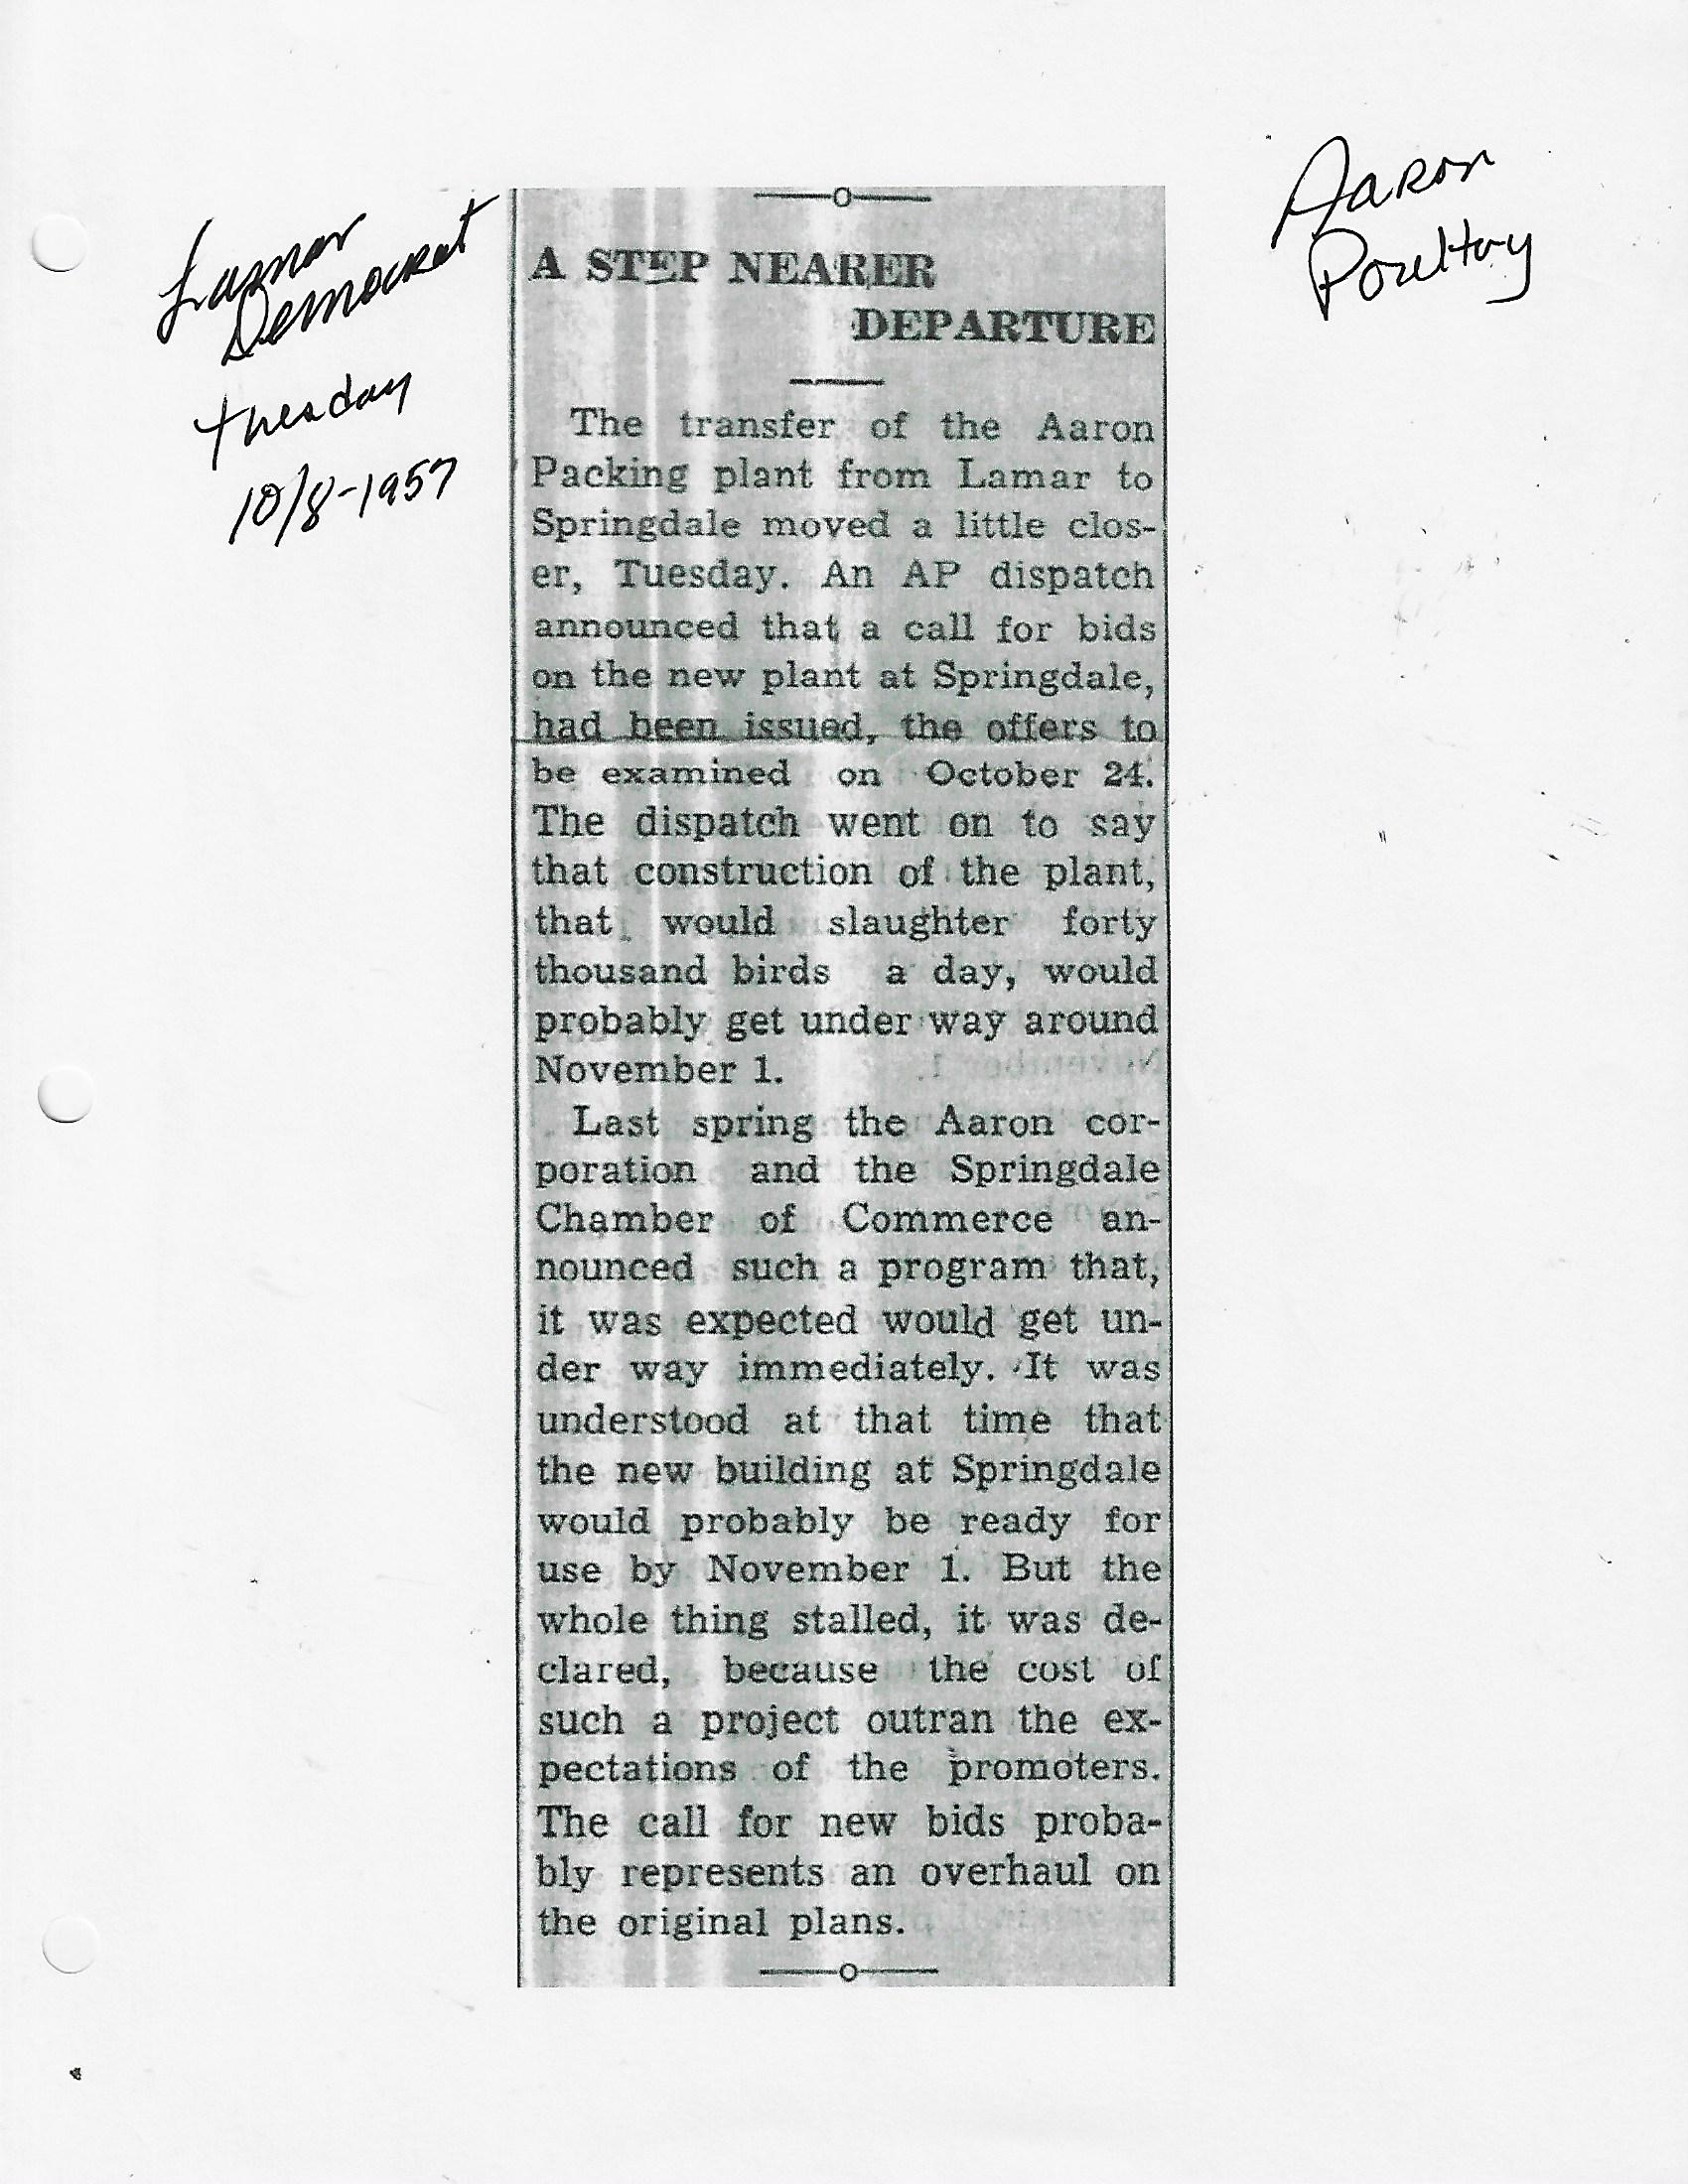 Lamar
Democrat
Tuesday
10/8-1957
Aaron
Poultry
A STEP NEARER
DEPARTURE
The transfer of the Aaron
Packing plant from Lamar to
Springdale moved a little clos-
er, Tuesday. An AP dispatch
announced that a call for bids
on the new plant at Springdale,
had been issued, the offers to
be examined on October 24.
The dispatch went on to say
that construction of the plant,
that would slaughter forty
thousand birds a day, would
probably get under way around
November 1.
Last spring the Aaron cor-
poration and the Springdale
Chamber of Commerce an-
nounced such a program that,
it was expected would get un-
der way immediately. It was
understood at that time that
the new building at Springdale
would probably be ready for
use by November 1. But the
whole thing stalled, it was de-
clared, because the cost of
such a project outran the ex-
pectations of the promoters.
The call for new bids proba-
bly represents an overhaul on
the original plans.